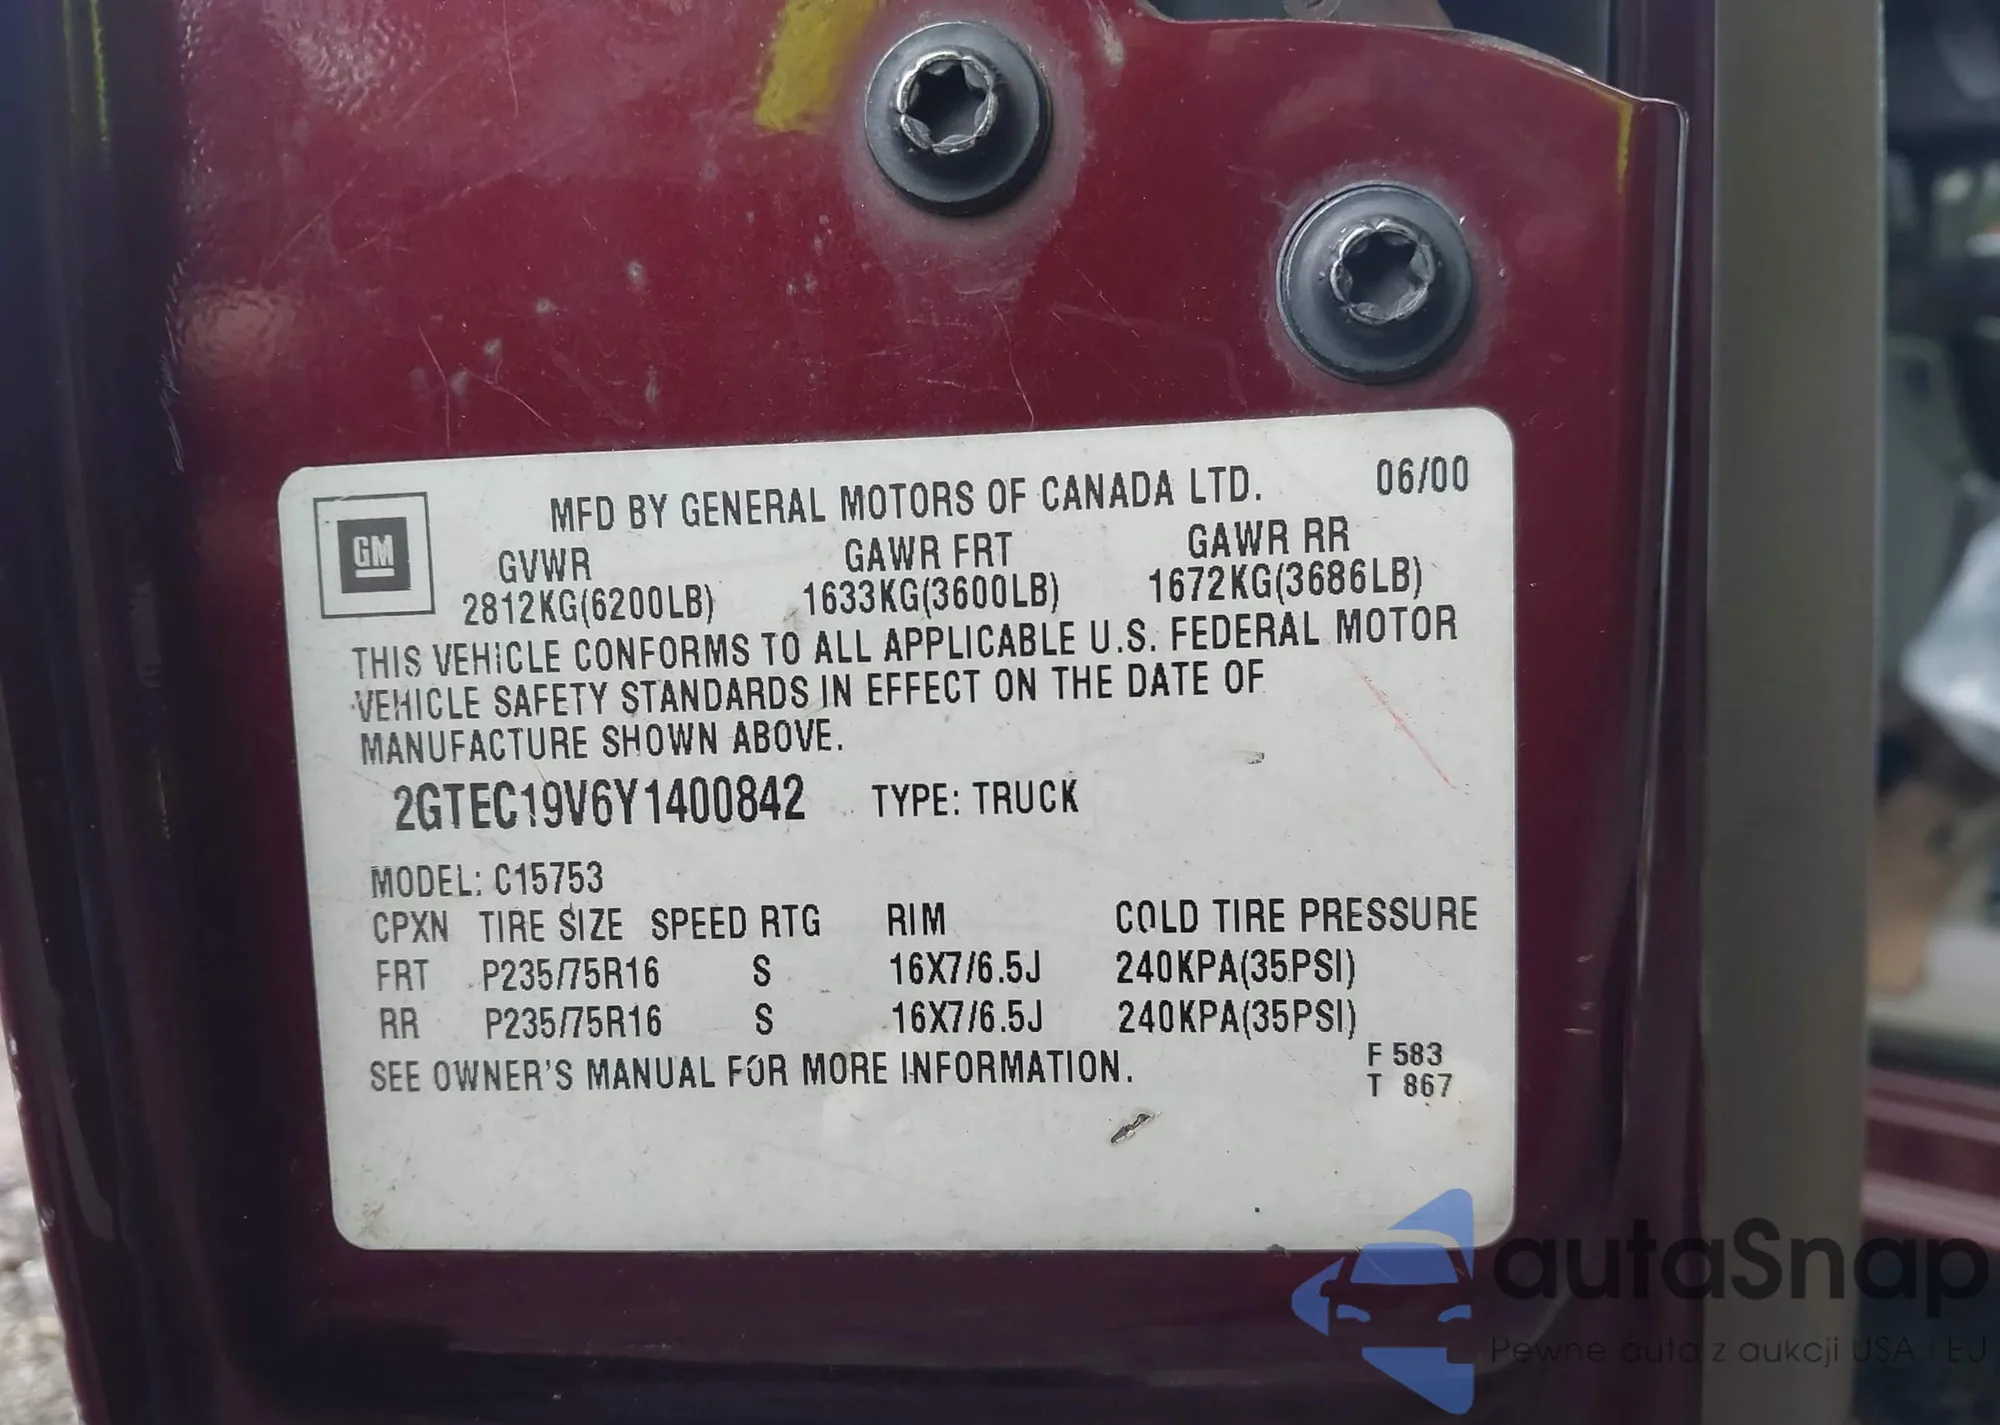 MFD BY GENERAL MOTORS OF CANADA LTD. 06/00
GM
GVWR GAWR FRT GAWR RR
2812KG(6200LB) 1633KG(3600LB) 1672KG(3686LB)
THIS VEHICLE CONFORMS TO ALL APPLICABLE U.S. FEDERAL MOTOR
VEHICLE SAFETY STANDARDS IN EFFECT ON THE DATE OF
MANUFACTURE SHOWN ABOVE.
2GTEC19V6Y1400842 TYPE: TRUCK
MODEL: C15753
CPXN TIRE SIZE SPEED RTG RIM COLD TIRE PRESSURE
FRT P235/75R16 S 16X7/6.5J 240KPA(35PSI)
RR P235/75R16 S 16X7/6.5J 240KPA(35PSI)
SEE OWNER'S MANUAL FOR MORE INFORMATION.
F 583
T 867
autaSnap
Pewne auta z aukcji USA i EU